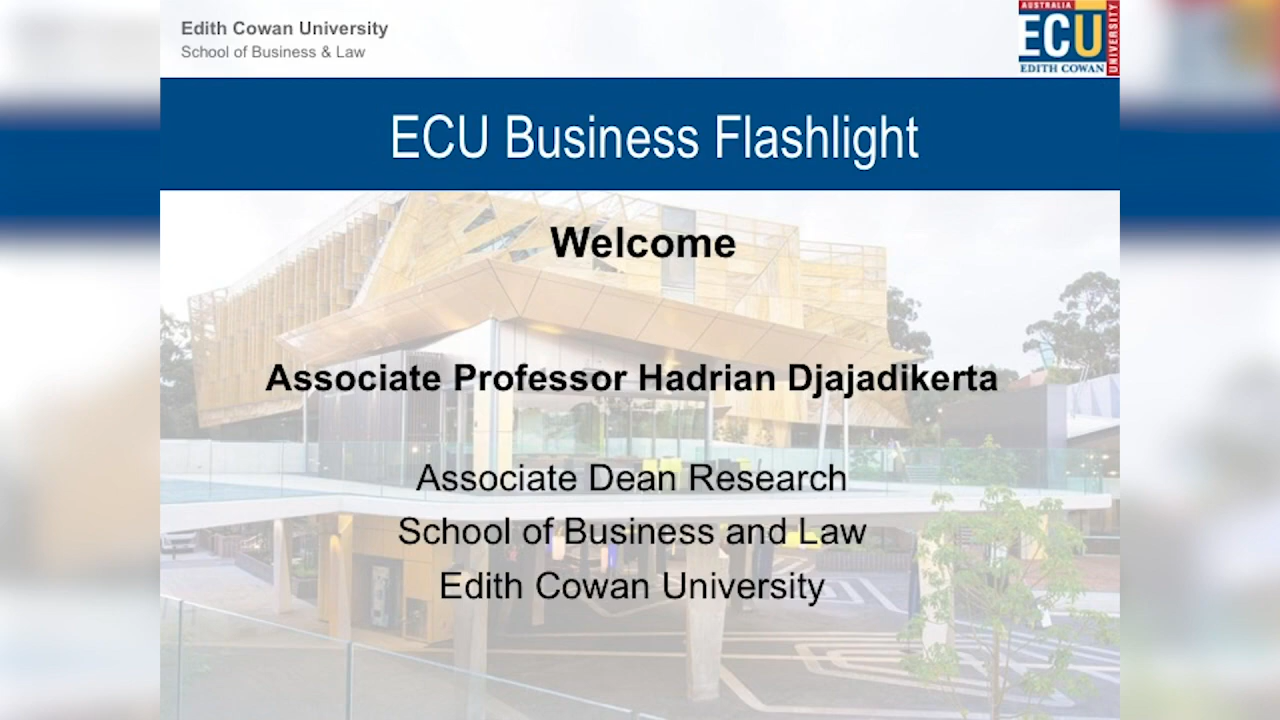 Edith Cowan University
School of Business & Law
AUSTRALIA
ECU
EDITH COWAN
UNIVERSITY
ECU Business Flashlight
Welcome
Associate Professor Hadrian Djajadikerta
Associate Dean Research
School of Business and Law
Edith Cowan University